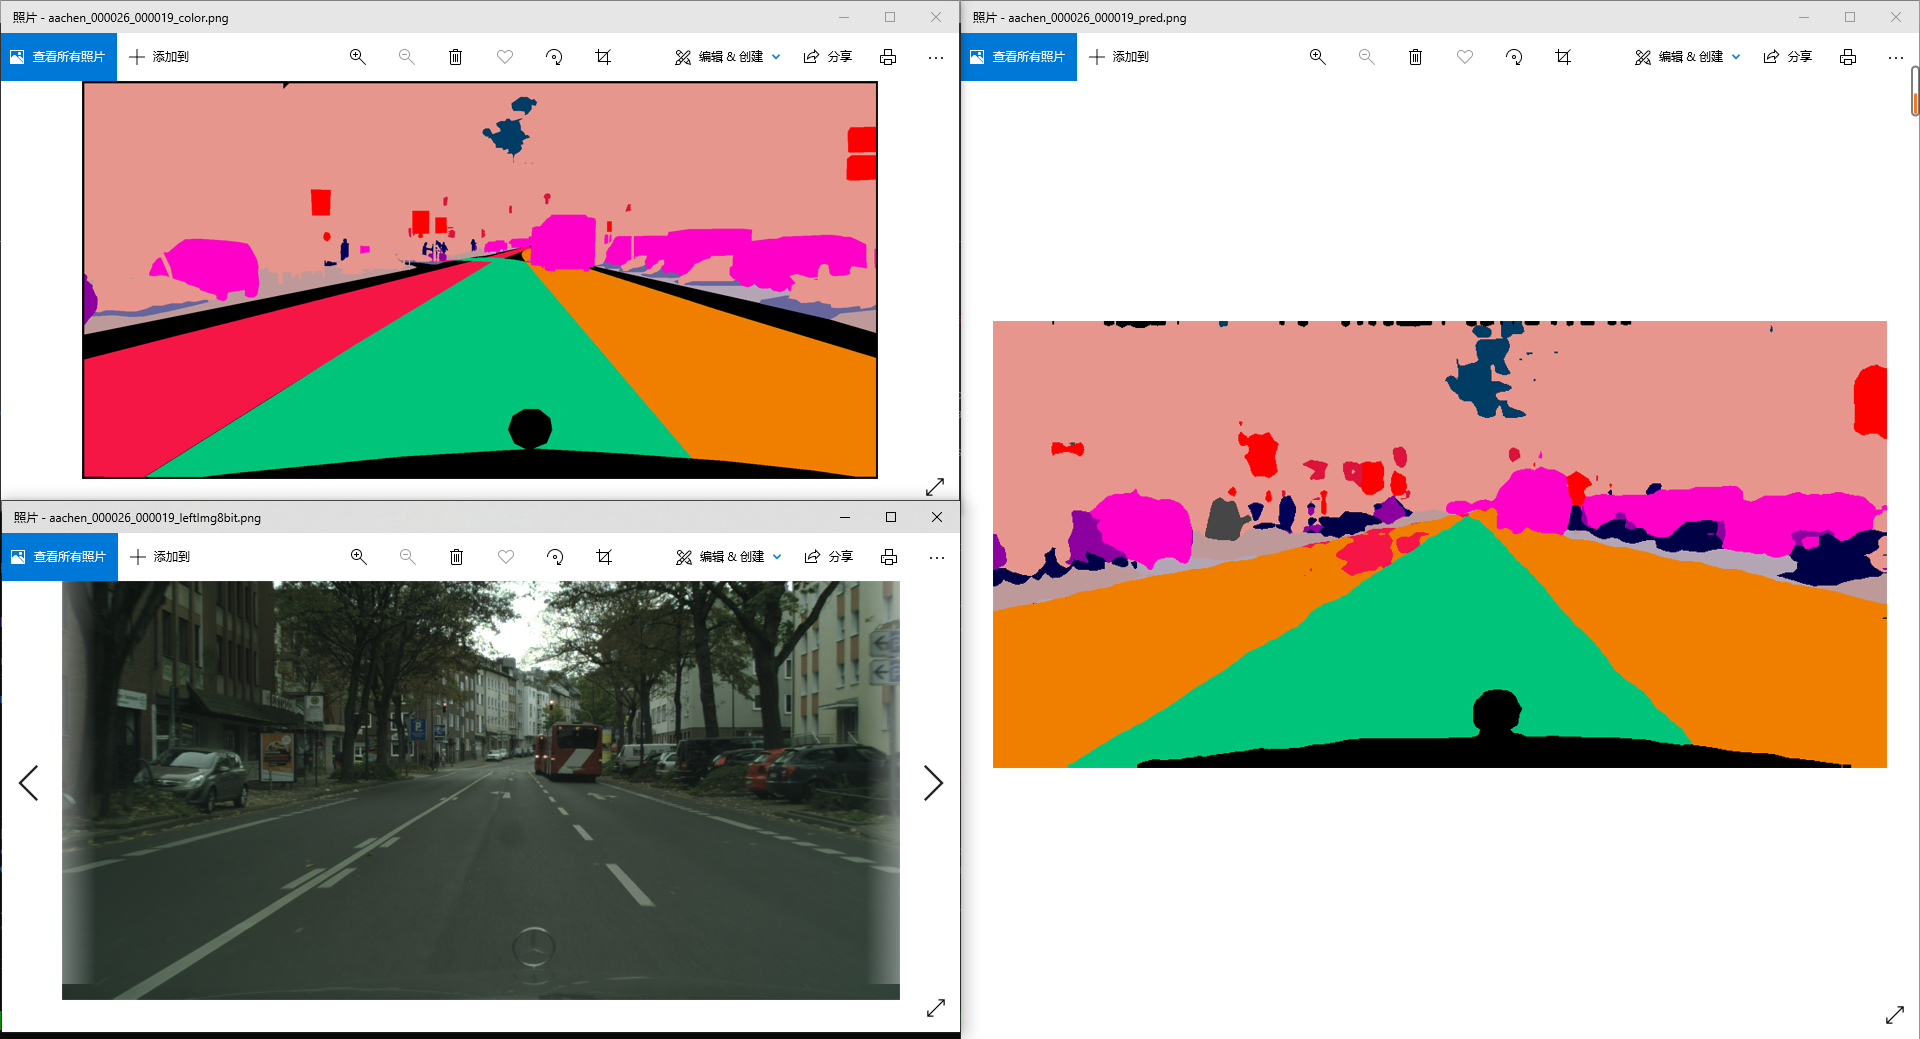 照片 - aachen_000026_000019_color.png
查看所有照片
添加到
编辑 & 创建
分享
照片 - aachen_000026_000019_pred.png
查看所有照片
添加到
编辑 & 创建
分享
照片 - aachen_000026_000019_leftImg8bit.png
查看所有照片
添加到
编辑 & 创建
分享
P